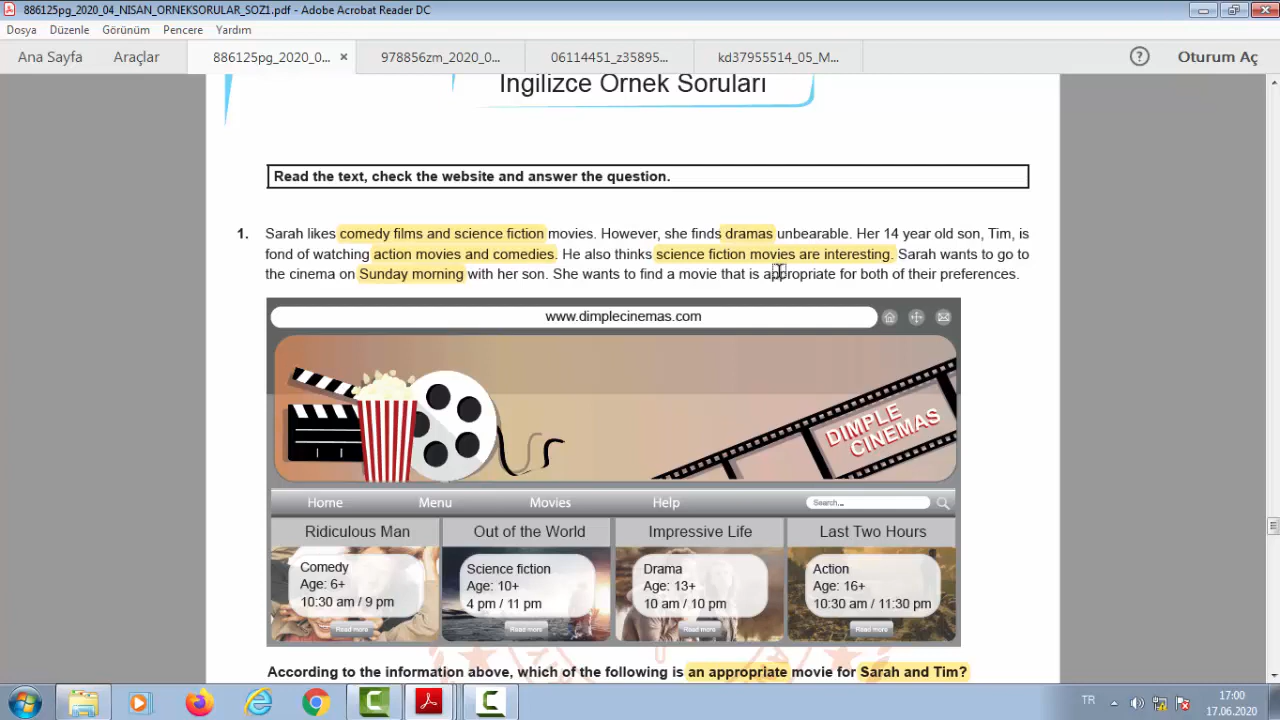 886125pg_2020_04_NISAN_ORNEKSORULAR_SOZ1.pdf - Adobe Acrobat Reader DC
Dosya Düzenle Görünüm Pencere Yardım
Ana Sayfa Araçlar 886125pg_2020_0... × 978856zm_2020_0... 06114451_z35895... kd37955514_05_M... ? Oturum Aç
İngilizce Örnek Soruları
Read the text, check the website and answer the question.
1. Sarah likes comedy films and science fiction movies. However, she finds dramas unbearable. Her 14 year old son, Tim, is
fond of watching action movies and comedies. He also thinks science fiction movies are interesting. Sarah wants to go to
the cinema on Sunday morning with her son. She wants to find a movie that is appropriate for both of their preferences.
www.dimplecinemas.com
DIMPLE
CINEMAS
Home Menu Movies Help Search...
Ridiculous Man Out of the World Impressive Life Last Two Hours
Comedy Science fiction Drama Action
Age: 6+ Age: 10+ Age: 13+ Age: 16+
10:30 am / 9 pm 4 pm / 11 pm 10 am / 10 pm 10:30 am / 11:30 pm
Read more Read more Read more Read more
According to the information above, which of the following is an appropriate movie for Sarah and Tim?
TR 17:00
17.06.2020